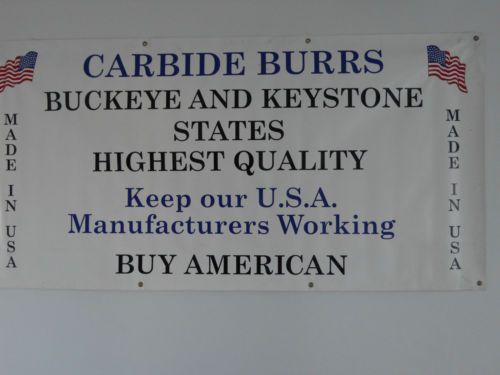 CARBIDE BURRS
BUCKEYE AND KEYSTONE
STATES
HIGHEST QUALITY
Keep our U.S.A.
Manufacturers Working
BUY AMERICAN
MADE IN USA
MADE IN USA